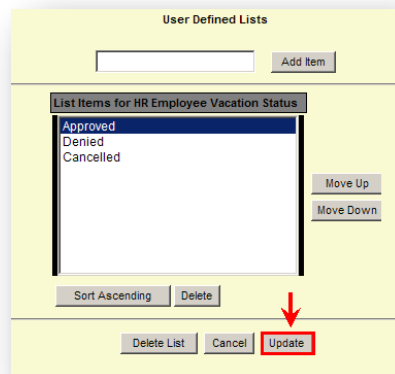 User Defined Lists
Add Item
List Items for HR Employee Vacation Status
Approved
Denied
Cancelled
Move Up
Move Down
Sort Ascending Delete
Delete List Cancel Update